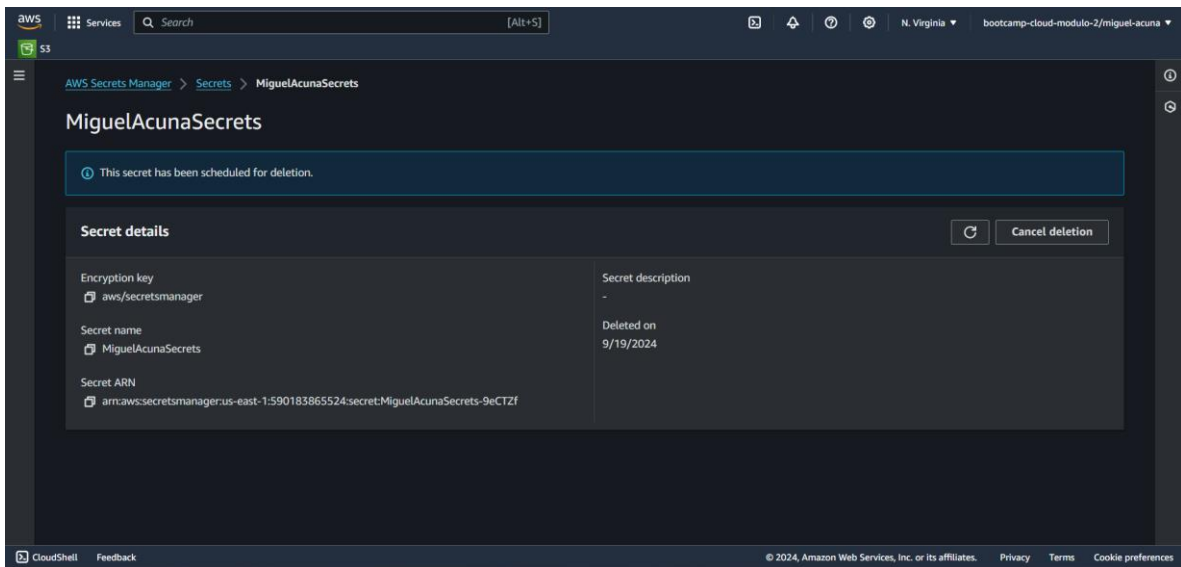 aws
Services
Search
[Alt+S]
N. Virginia
bootcamp-cloud-modulo-2/miguel-acuna
S3
AWS Secrets Manager > Secrets > MiguelAcunaSecrets
MiguelAcunaSecrets
This secret has been scheduled for deletion.
Secret details
Cancel deletion
Encryption key
aws/secretsmanager
Secret name
MiguelAcunaSecrets
Secret ARN
arn:aws:secretsmanager:us-east-1:590183865524:secret:MiguelAcunaSecrets-9eCTZf
Secret description
-
Deleted on
9/19/2024
CloudShell
Feedback
© 2024, Amazon Web Services, Inc. or its affiliates.
Privacy
Terms
Cookie preferences